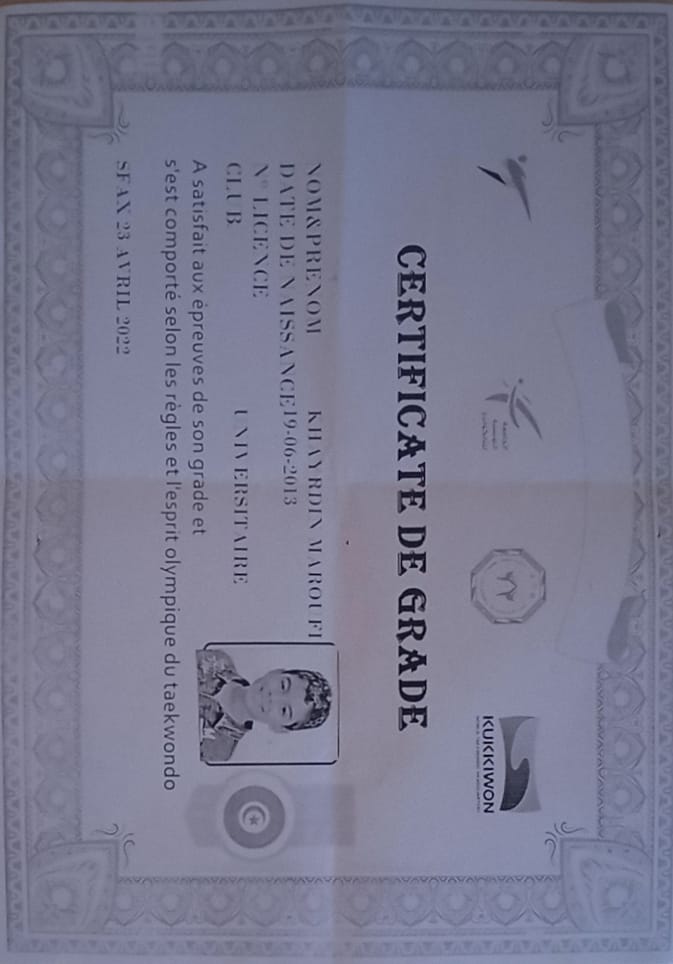 KUKKIWON
CERTIFICATE DE GRADE
NOM&PRENOM KHAYRDIN MAROUFI
DATE DE NAISSANCE 19-06-2013
N° LICENCE
CLUB UNIVERSITAIRE
A satisfait aux épreuves de son grade et
s'est comporté selon les règles et l'esprit olympique du taekwondo
SFAX 23 AVRIL 2022